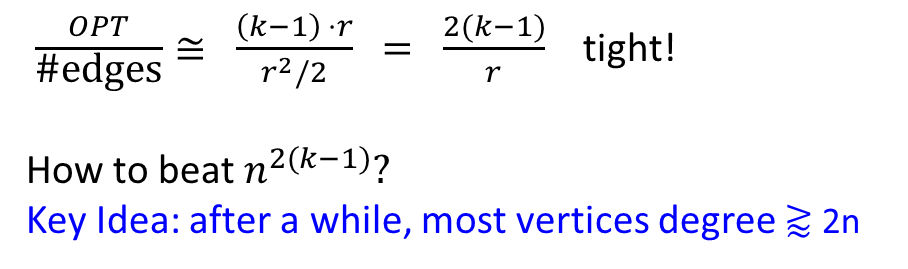 OPT/#edges ≅ (k−1)·r / r²/2 = 2(k−1)/r tight!
How to beat n^{2(k−1)}?
Key Idea: after a while, most vertices degree ⪆ 2n